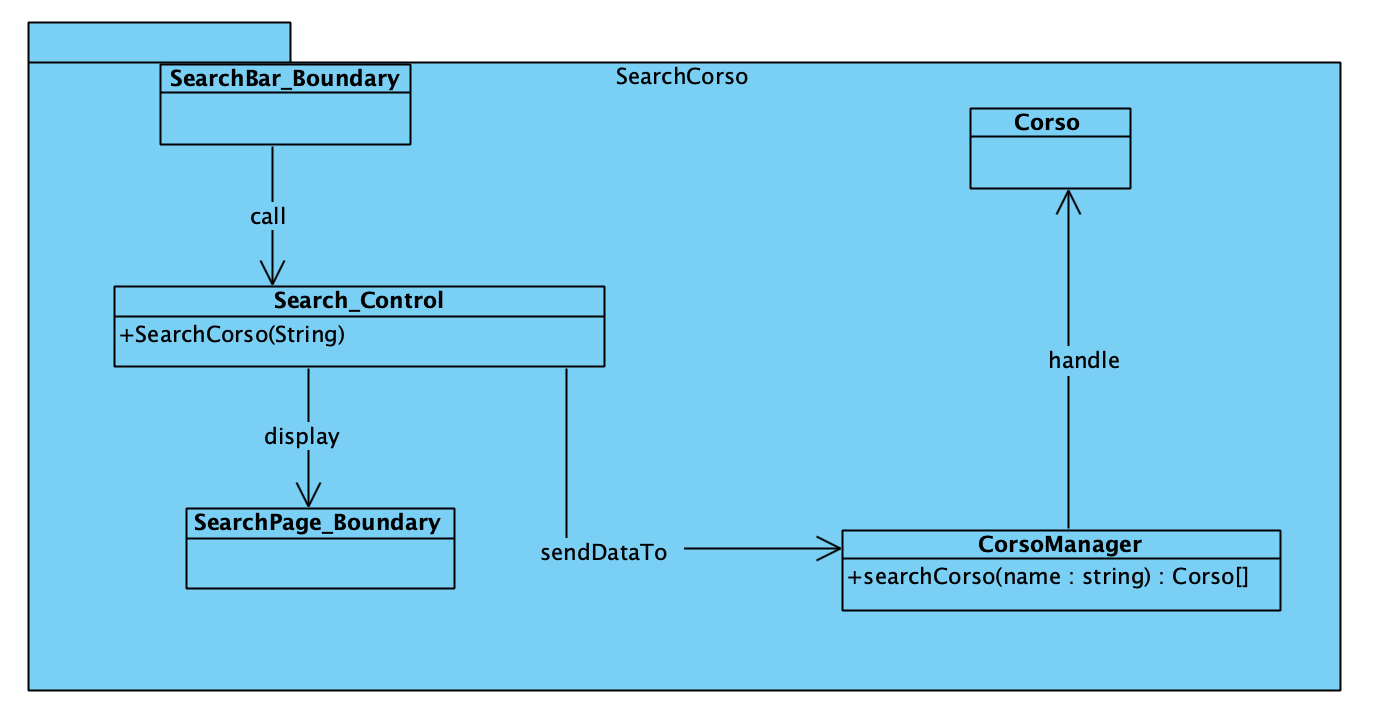 SearchBar_Boundary
SearchCorso
Corso
call
Search_Control
+SearchCorso(String)
handle
display
SearchPage_Boundary
sendDataTo
CorsoManager
+searchCorso(name : string) : Corso[]